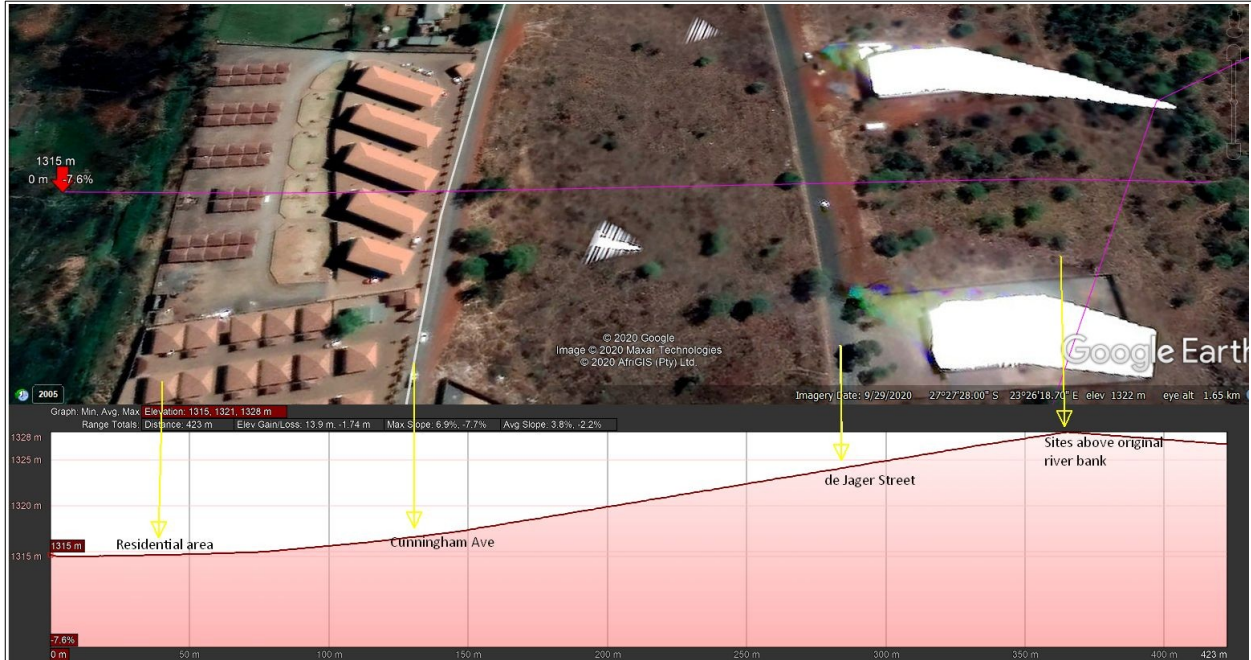 1315 m
0 m -7.6%
© 2020 Google
Image © 2020 Maxar Technologies
© 2020 AfriGIS (Pty) Ltd.
Google Earth
2005
Imagery Date: 9/29/2020 27°27'28.00" S 23°26'18.70" E elev 1322 m eye alt 1.65 km
Graph: Min, Avg, Max Elevation: 1315, 1321, 1328 m
Range Totals: Distance: 423 m Elev Gain/Loss: 13.9 m, -1.74 m Max Slope: 6.9%, -7.7% Avg Slope: 3.8%, -2.2%
1328 m
1325 m
1320 m
1315 m
1315 m
Residential area
Cunningham Ave
de Jager Street
Sites above original
river bank
-7.6%
0 m 50 m 100 m 150 m 200 m 250 m 300 m 350 m 400 m 423 m